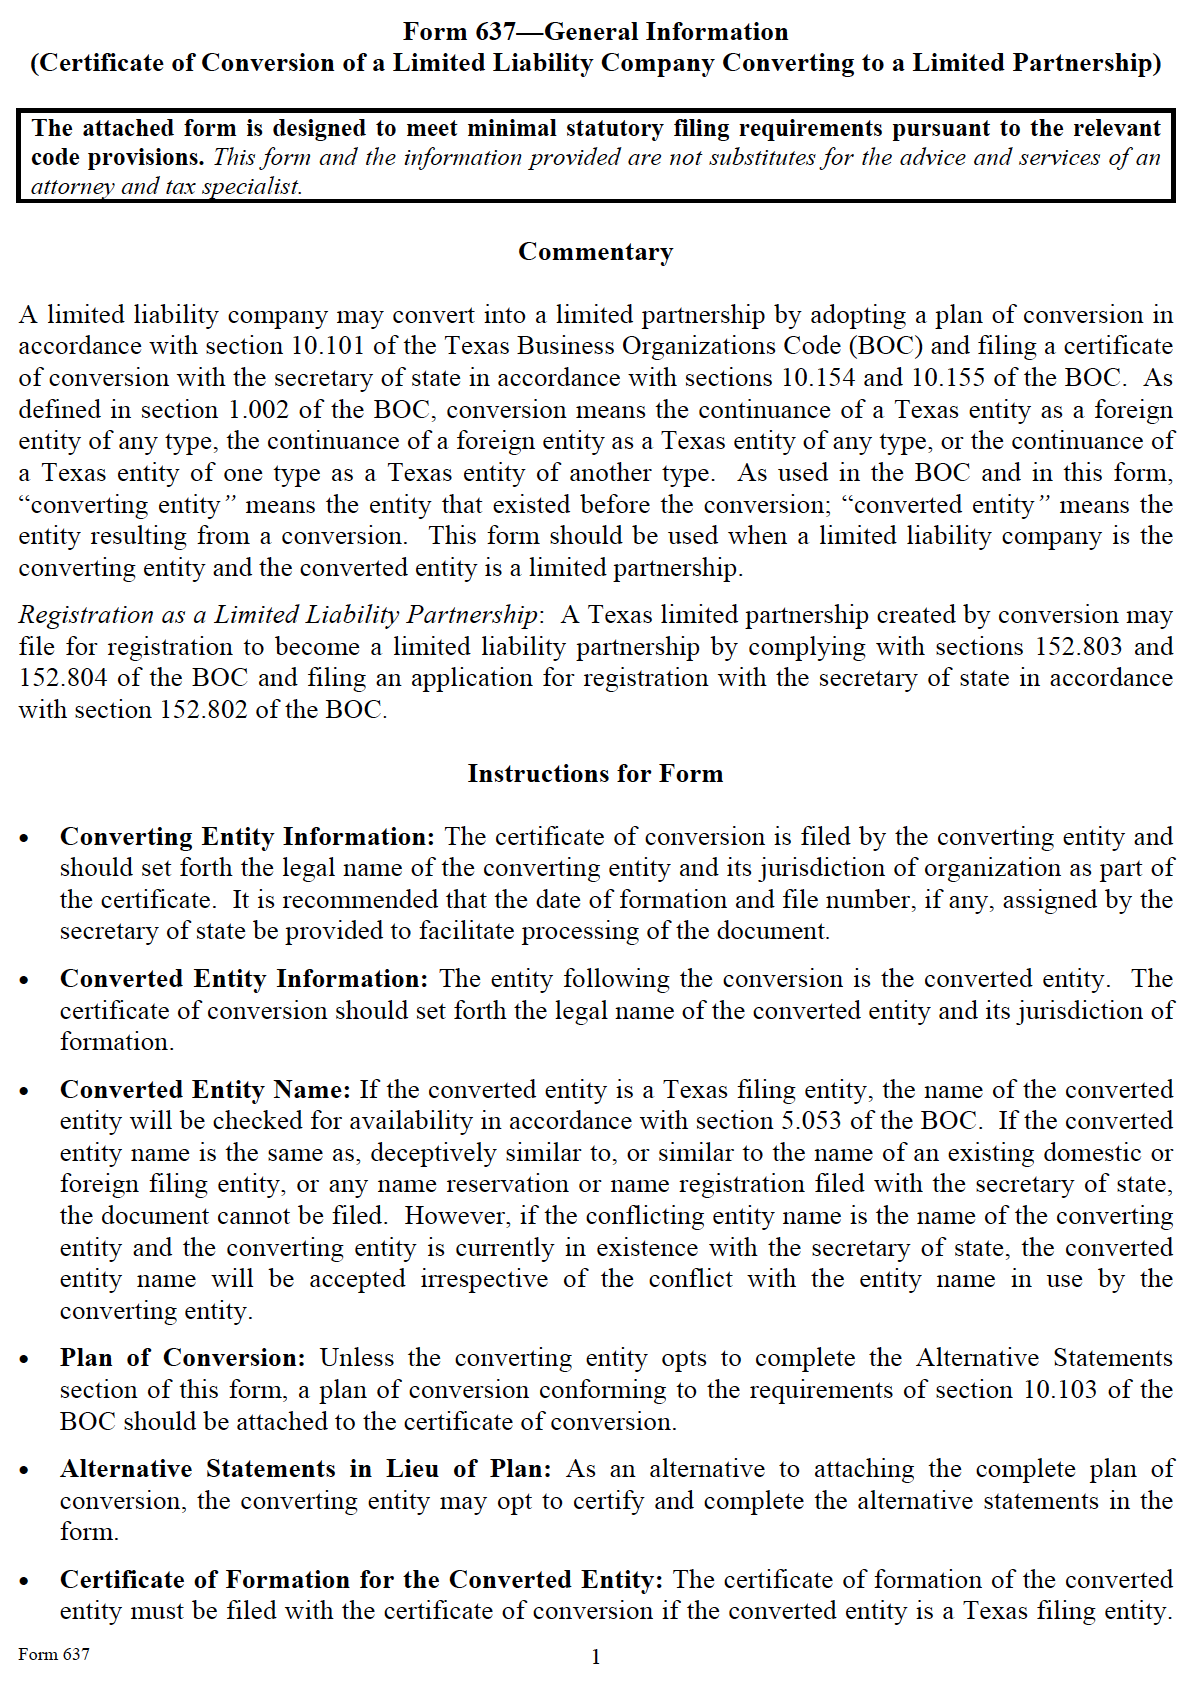 Form 637—General Information
(Certificate of Conversion of a Limited Liability Company Converting to a Limited Partnership)
The attached form is designed to meet minimal statutory filing requirements pursuant to the relevant
code provisions. This form and the information provided are not substitutes for the advice and services of an
attorney and tax specialist.
Commentary
A limited liability company may convert into a limited partnership by adopting a plan of conversion in
accordance with section 10.101 of the Texas Business Organizations Code (BOC) and filing a certificate
of conversion with the secretary of state in accordance with sections 10.154 and 10.155 of the BOC.  As
defined in section 1.002 of the BOC, conversion means the continuance of a Texas entity as a foreign
entity of any type, the continuance of a foreign entity as a Texas entity of any type, or the continuance of
a Texas entity of one type as a Texas entity of another type.  As used in the BOC and in this form,
“converting entity” means the entity that existed before the conversion; “converted entity” means the
entity resulting from a conversion.  This form should be used when a limited liability company is the
converting entity and the converted entity is a limited partnership.
Registration as a Limited Liability Partnership:  A Texas limited partnership created by conversion may
file for registration to become a limited liability partnership by complying with sections 152.803 and
152.804 of the BOC and filing an application for registration with the secretary of state in accordance
with section 152.802 of the BOC.
Instructions for Form
• Converting Entity Information: The certificate of conversion is filed by the converting entity and
should set forth the legal name of the converting entity and its jurisdiction of organization as part of
the certificate.  It is recommended that the date of formation and file number, if any, assigned by the
secretary of state be provided to facilitate processing of the document.
• Converted Entity Information: The entity following the conversion is the converted entity.  The
certificate of conversion should set forth the legal name of the converted entity and its jurisdiction of
formation.
• Converted Entity Name: If the converted entity is a Texas filing entity, the name of the converted
entity will be checked for availability in accordance with section 5.053 of the BOC.  If the converted
entity name is the same as, deceptively similar to, or similar to the name of an existing domestic or
foreign filing entity, or any name reservation or name registration filed with the secretary of state,
the document cannot be filed.  However, if the conflicting entity name is the name of the converting
entity and the converting entity is currently in existence with the secretary of state, the converted
entity name will be accepted irrespective of the conflict with the entity name in use by the
converting entity.
• Plan of Conversion: Unless the converting entity opts to complete the Alternative Statements
section of this form, a plan of conversion conforming to the requirements of section 10.103 of the
BOC should be attached to the certificate of conversion.
• Alternative Statements in Lieu of Plan: As an alternative to attaching the complete plan of
conversion, the converting entity may opt to certify and complete the alternative statements in the
form.
• Certificate of Formation for the Converted Entity: The certificate of formation of the converted
entity must be filed with the certificate of conversion if the converted entity is a Texas filing entity.
Form 637
1